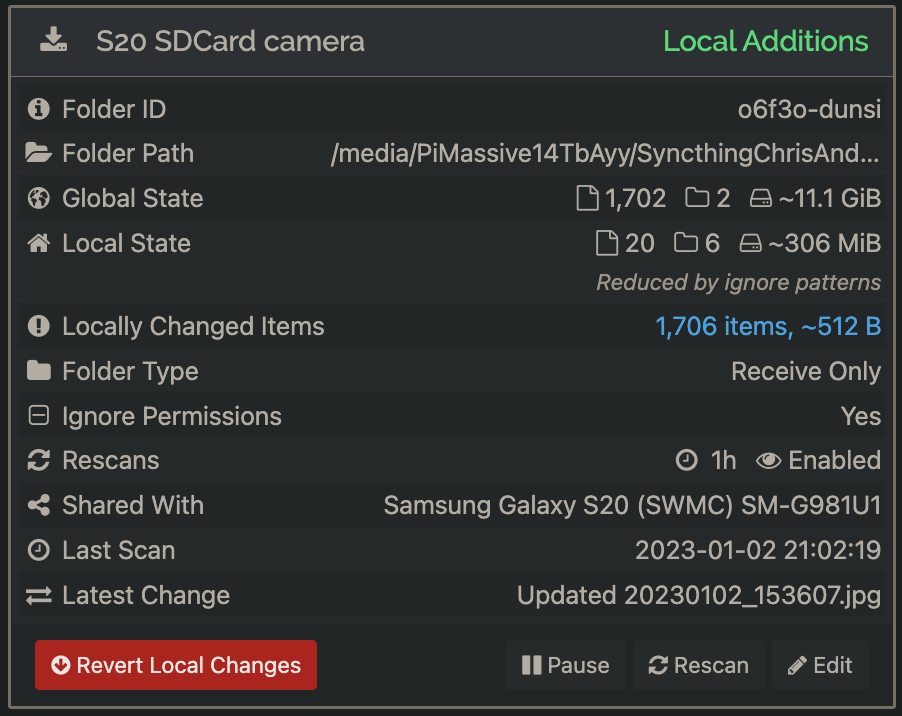 S20 SDCard camera Local Additions
Folder ID o6f3o-dunsi
Folder Path /media/PiMassive14TbAyy/SyncthingChrisAnd...
Global State 1,702 2 ~11.1 GiB
Local State 20 6 ~306 MiB
Reduced by ignore patterns
Locally Changed Items 1,706 items, ~512 B
Folder Type Receive Only
Ignore Permissions Yes
Rescans 1h Enabled
Shared With Samsung Galaxy S20 (SWMC) SM-G981U1
Last Scan 2023-01-02 21:02:19
Latest Change Updated 20230102_153607.jpg
Revert Local Changes Pause Rescan Edit